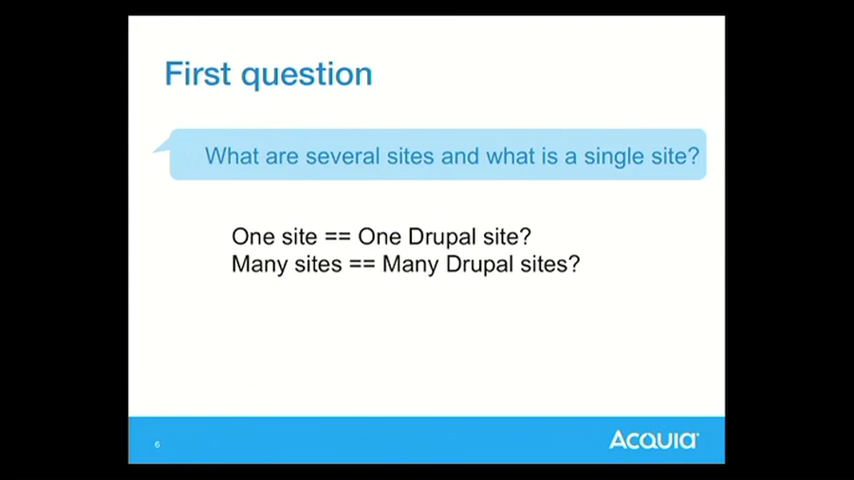 First question
What are several sites and what is a single site?
One site == One Drupal site?
Many sites == Many Drupal sites?
6
ACQUIA